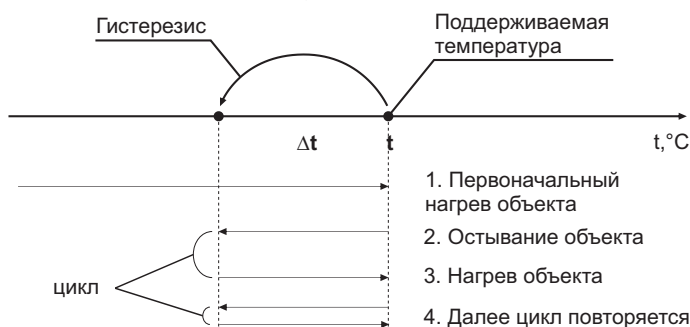 Гистерезис
Поддерживаемая
температура
Δt
t
t,°C
1. Первоначальный
нагрев объекта
2. Остывание объекта
3. Нагрев объекта
цикл
4. Далее цикл повторяется